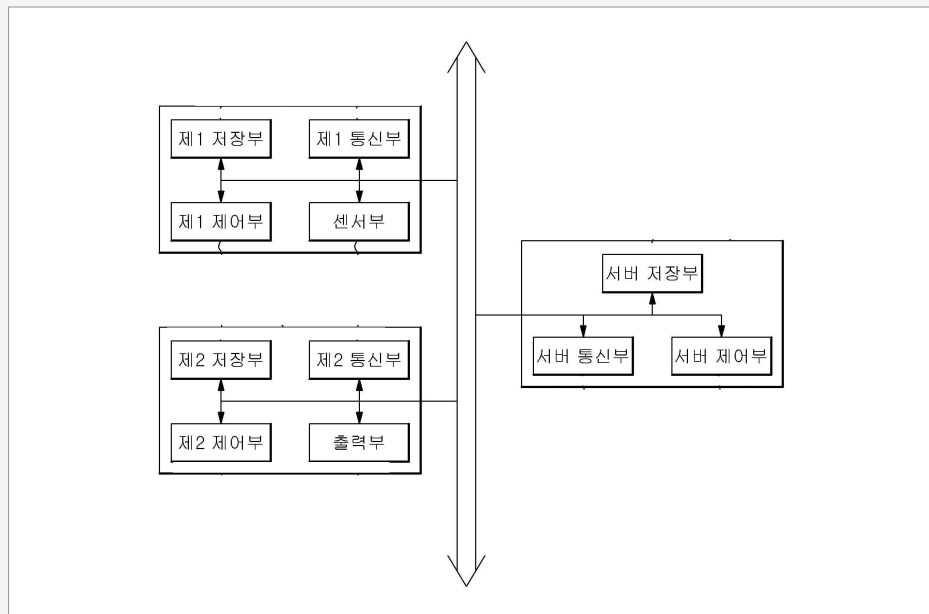 제1 저장부
제1 통신부
제1 제어부
센서부
제2 저장부
제2 통신부
제2 제어부
출력부
서버 저장부
서버 통신부
서버 제어부